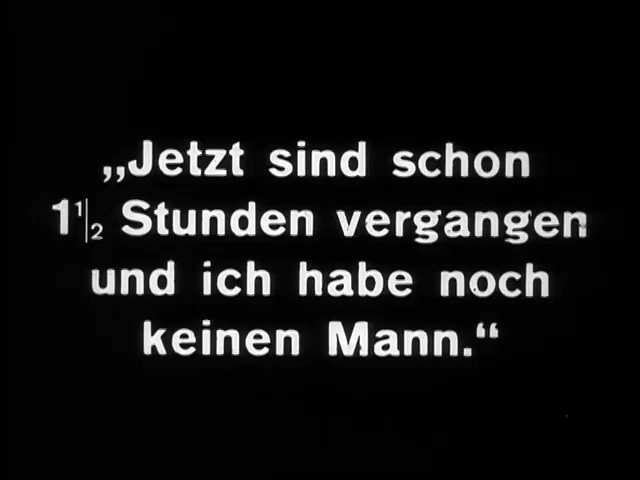 „Jetzt sind schon
1½ Stunden vergangen
und ich habe noch
keinen Mann.“